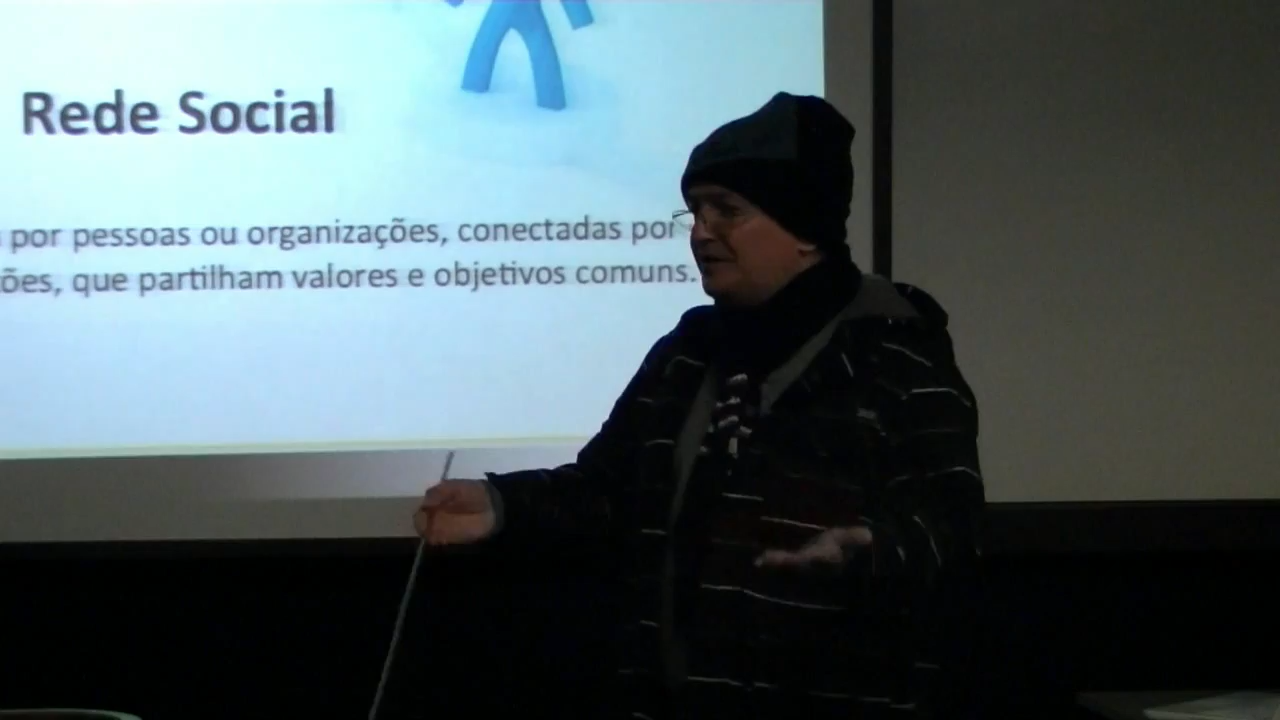 Rede Social
por pessoas ou organizações, conectadas por
ões, que partilham valores e objetivos comuns.